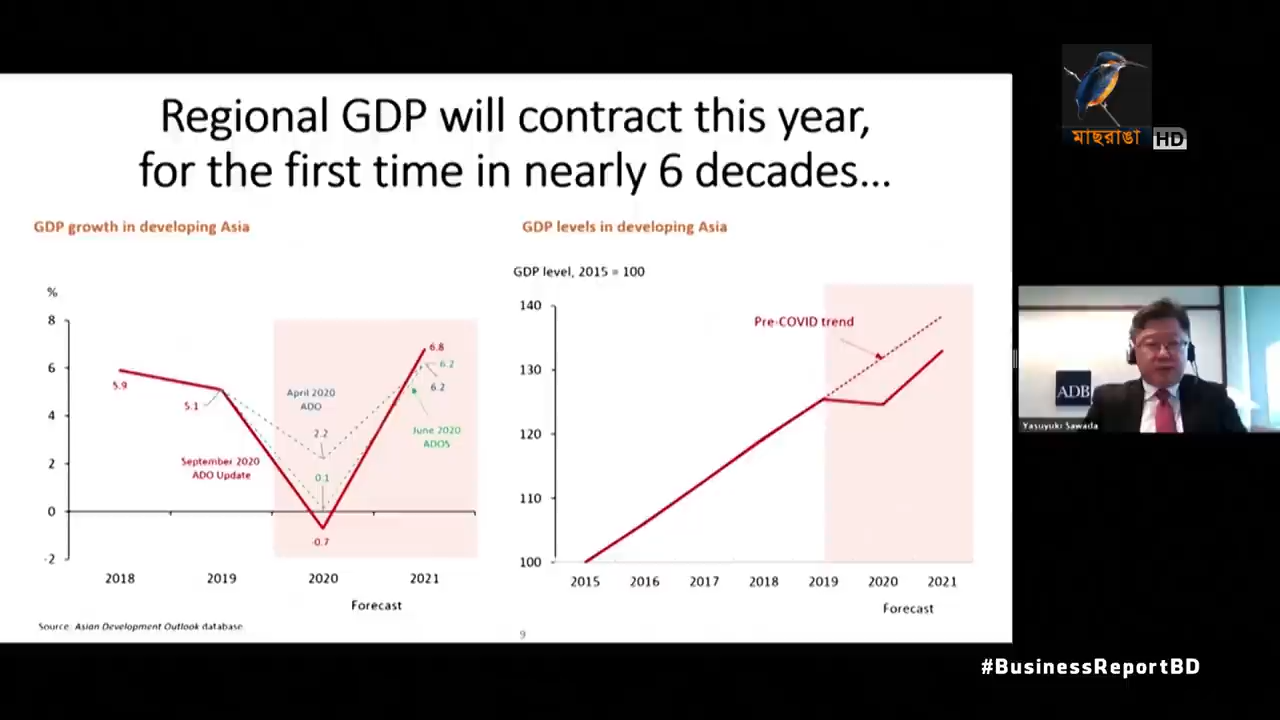 Regional GDP will contract this year,
for the first time in nearly 6 decades...
GDP growth in developing Asia
%
8
6
4
2
0
-2
5.9
5.1
September 2020
ADO Update
April 2020
ADO
2.2
0.1
-0.7
6.8
6.2
6.2
June 2020
ADOS
2018 2019 2020 2021
Forecast
Source: Asian Development Outlook database.
GDP levels in developing Asia
GDP level, 2015 = 100
140
130
120
110
100
Pre-COVID trend
2015 2016 2017 2018 2019 2020 2021
Forecast
9
মাছরাঙা HD
ADB
Yasuyuki Sawada
#BusinessReportBD